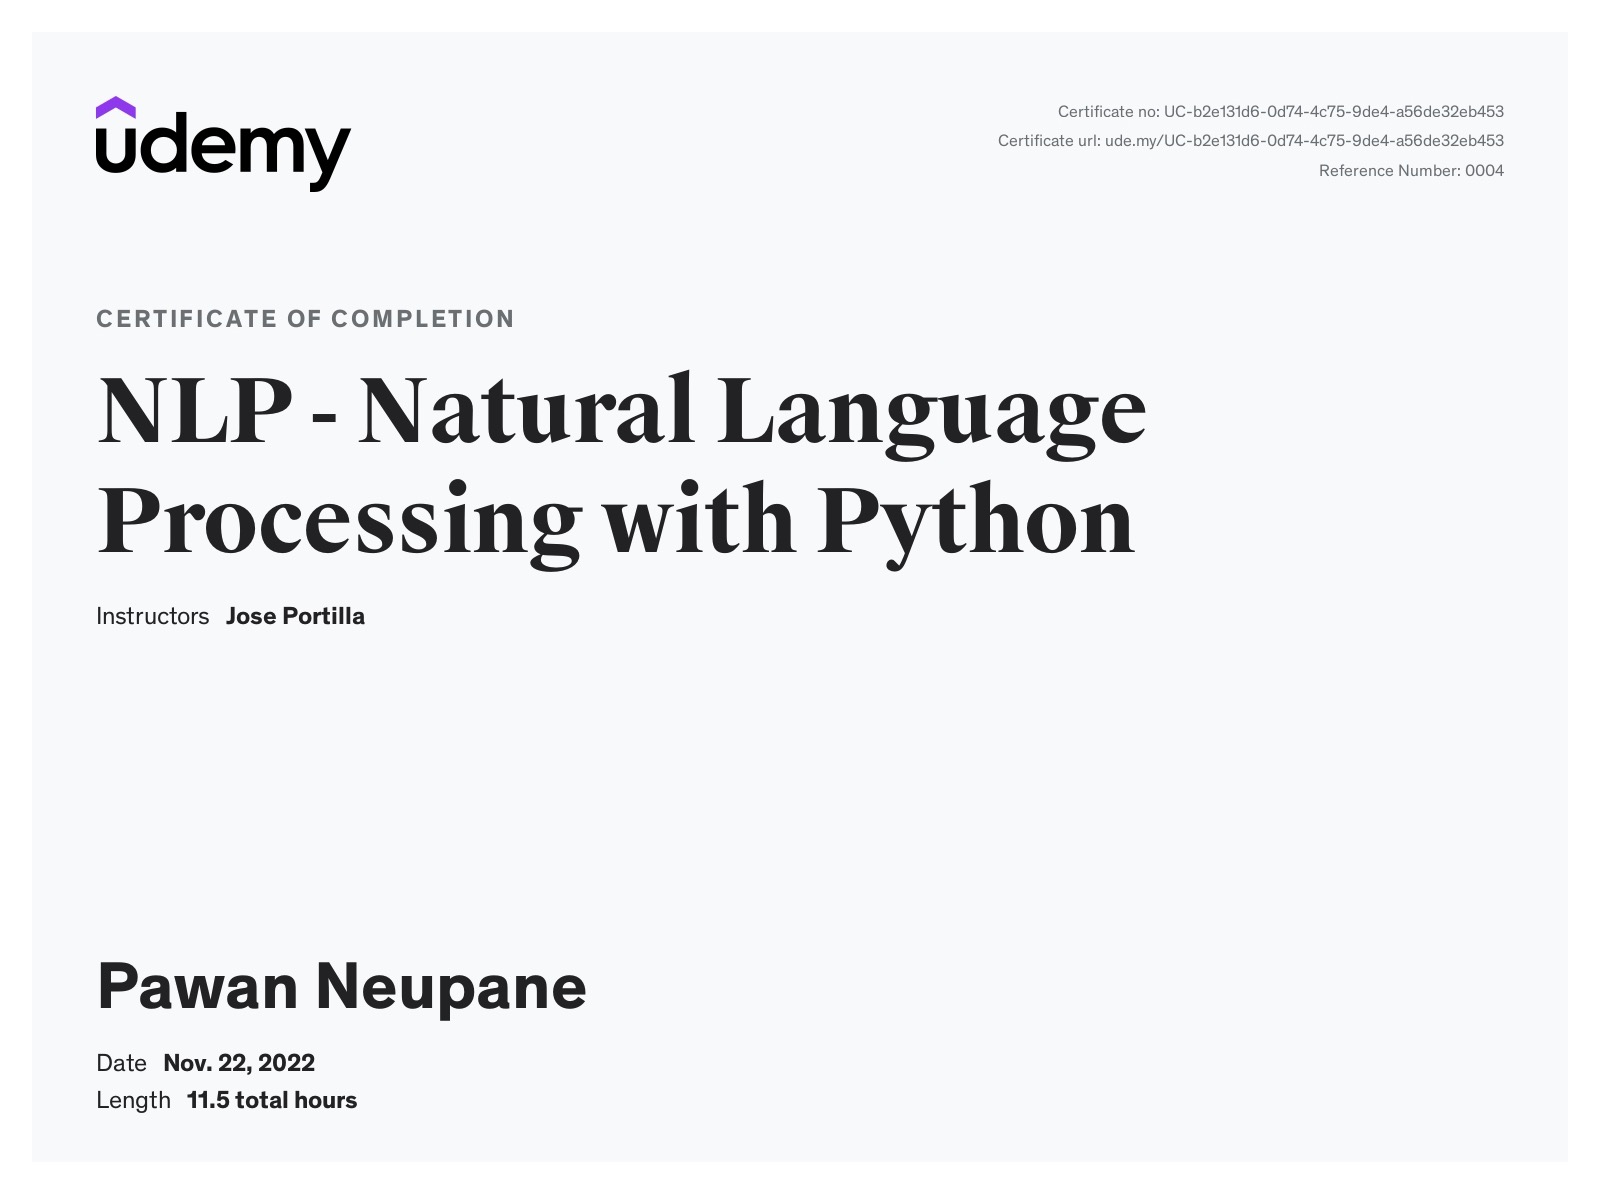 udemy
Certificate no: UC-b2e131d6-0d74-4c75-9de4-a56de32eb453
Certificate url: ude.my/UC-b2e131d6-0d74-4c75-9de4-a56de32eb453
Reference Number: 0004
CERTIFICATE OF COMPLETION
NLP - Natural Language
Processing with Python
Instructors Jose Portilla
Pawan Neupane
Date Nov. 22, 2022
Length 11.5 total hours